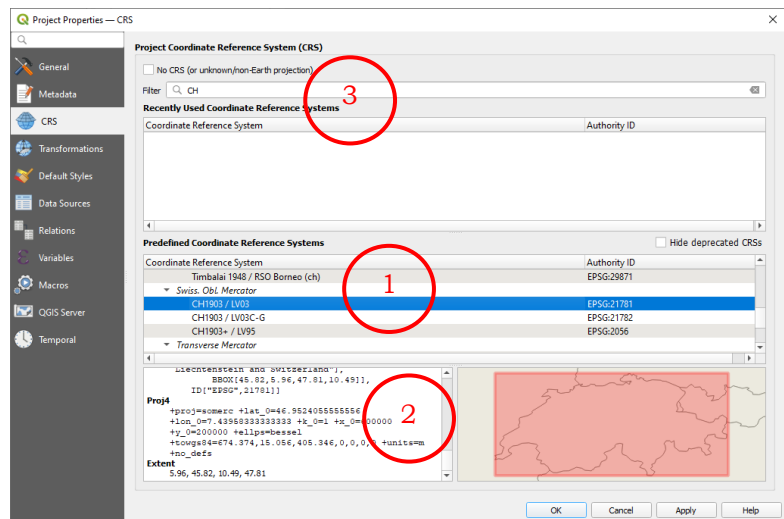 Project Properties — CRS
Project Coordinate Reference System (CRS)
General
No CRS (or unknown/non-Earth projection)
Metadata
Filter CH
3
Recently Used Coordinate Reference Systems
CRS
Coordinate Reference System Authority ID
Transformations
Default Styles
Data Sources
Relations
Predefined Coordinate Reference Systems Hide deprecated CRSs
Variables
Coordinate Reference System Authority ID
Timbalai 1948 / RSO Borneo (ch) EPSG:29871
Macros
Swiss. Obl. Mercator
1
CH1903 / LV03 EPSG:21781
QGIS Server
CH1903 / LV03C-G EPSG:21782
CH1903+ / LV95 EPSG:2056
Temporal
Transverse Mercator
Liechtenstein and Switzerland"],
BBOX[45.82,5.96,47.81,10.49]],
ID["EPSG",21781]]
Proj4
+proj=somerc +lat_0=46.9524055555556
+lon_0=7.43958333333333 +k_0=1 +x_0=600000
2
+y_0=200000 +ellps=bessel
+towgs84=674.374,15.056,405.346,0,0,0,0 +units=m
+no_defs
Extent
5.96, 45.82, 10.49, 47.81
OK Cancel Apply Help